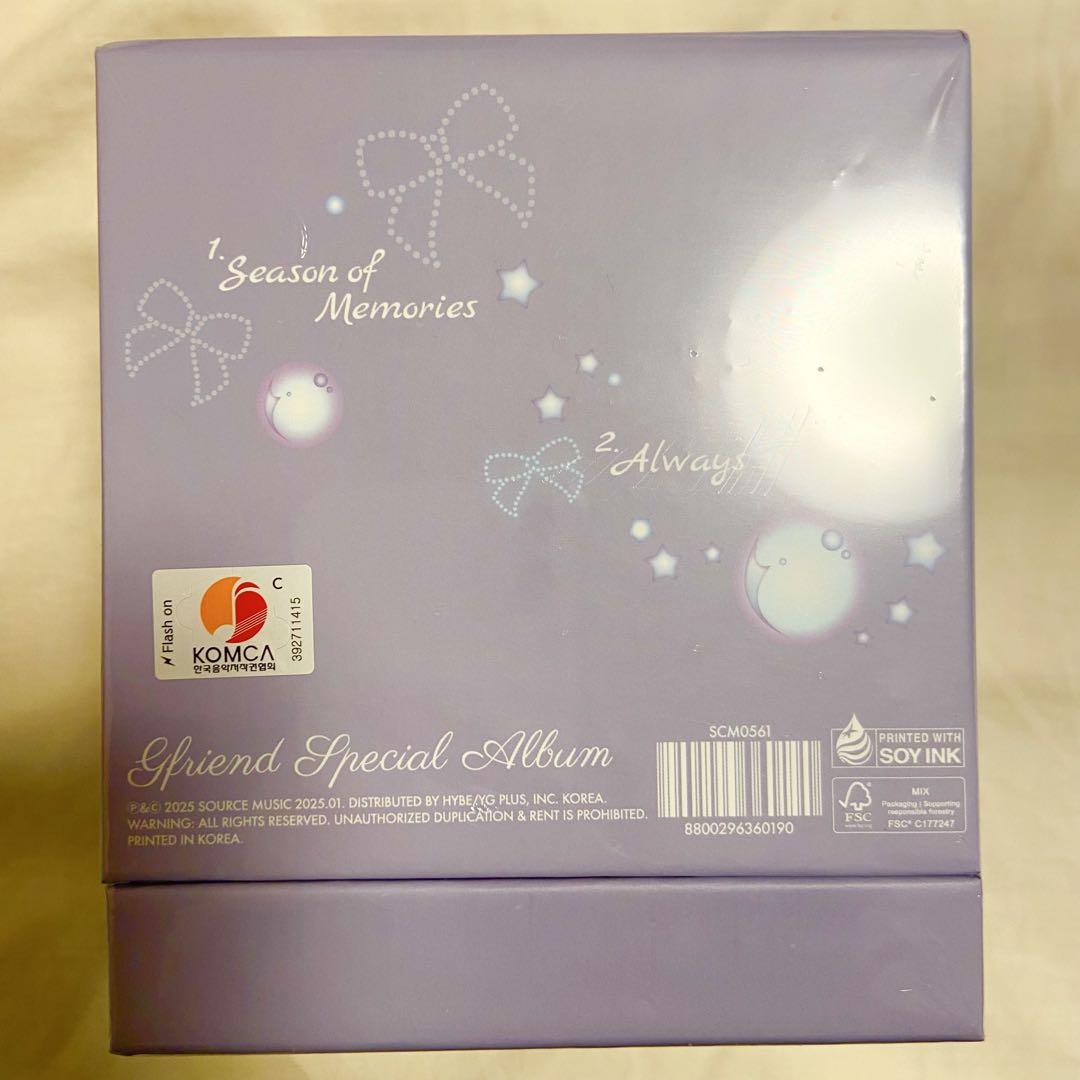 1.
Season of
Memories
2.
Always
Flash on
C
KOMCA
한국음악저작권협회
392711415
Gfriend Special Album
Ⓟ&Ⓒ 2025 SOURCE MUSIC 2025.01. DISTRIBUTED BY HYBE/YG PLUS, INC. KOREA.
WARNING: ALL RIGHTS RESERVED. UNAUTHORIZED DUPLICATION & RENT IS PROHIBITED.
PRINTED IN KOREA.
SCM0561
8800296360190
PRINTED WITH
SOY INK
FSC
www.fsc.org
MIX
Packaging | Supporting
responsible forestry
FSC® C177247